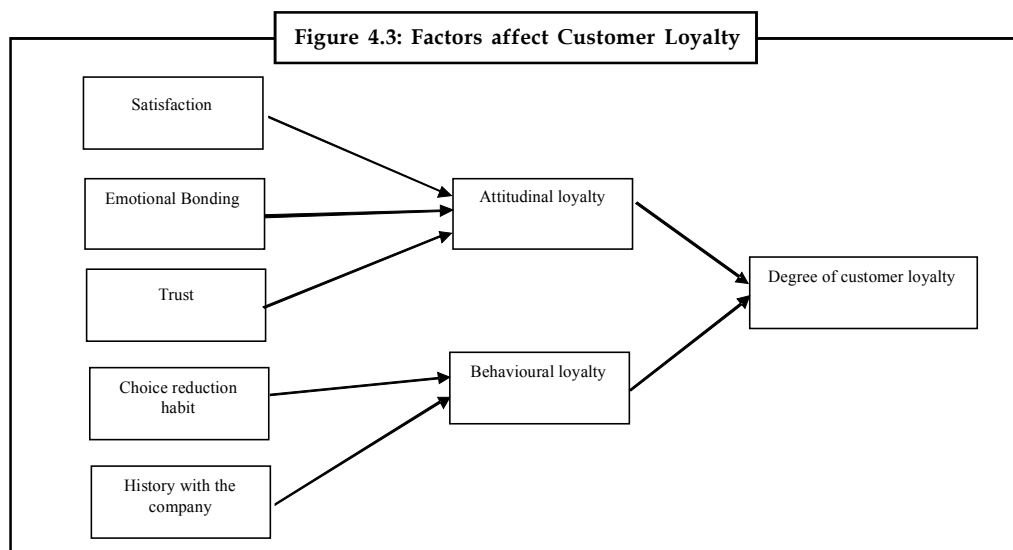 Figure 4.3: Factors affect Customer Loyalty
Satisfaction
Emotional Bonding
Trust
Choice reduction
habit
History with the
company
Attitudinal loyalty
Behavioural loyalty
Degree of customer loyalty